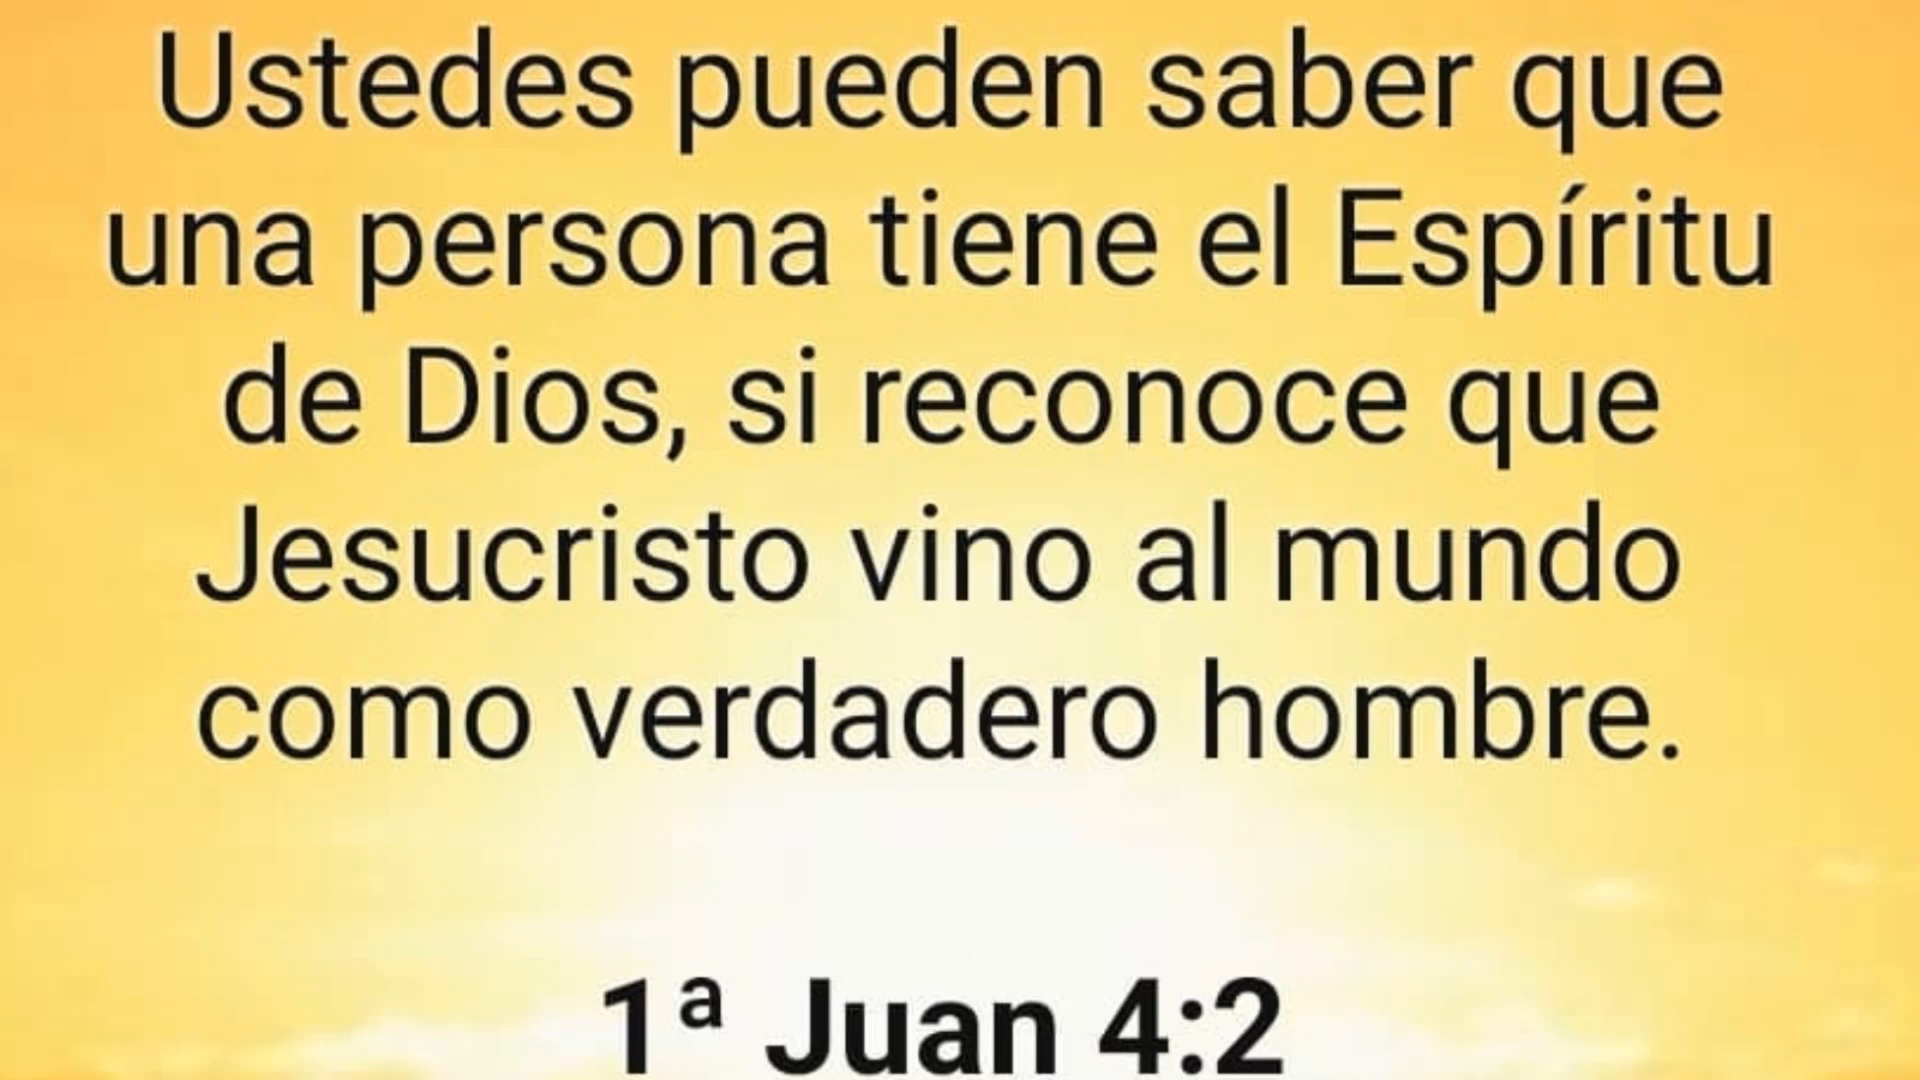 Ustedes pueden saber que
una persona tiene el Espíritu
de Dios, si reconoce que
Jesucristo vino al mundo
como verdadero hombre.
1ª Juan 4:2